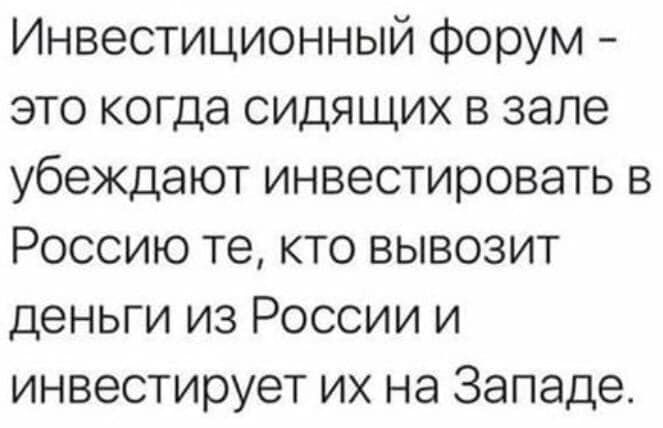 Инвестиционный форум -
это когда сидящих в зале
убеждают инвестировать в
Россию те, кто вывозит
деньги из России и
инвестирует их на Западе.